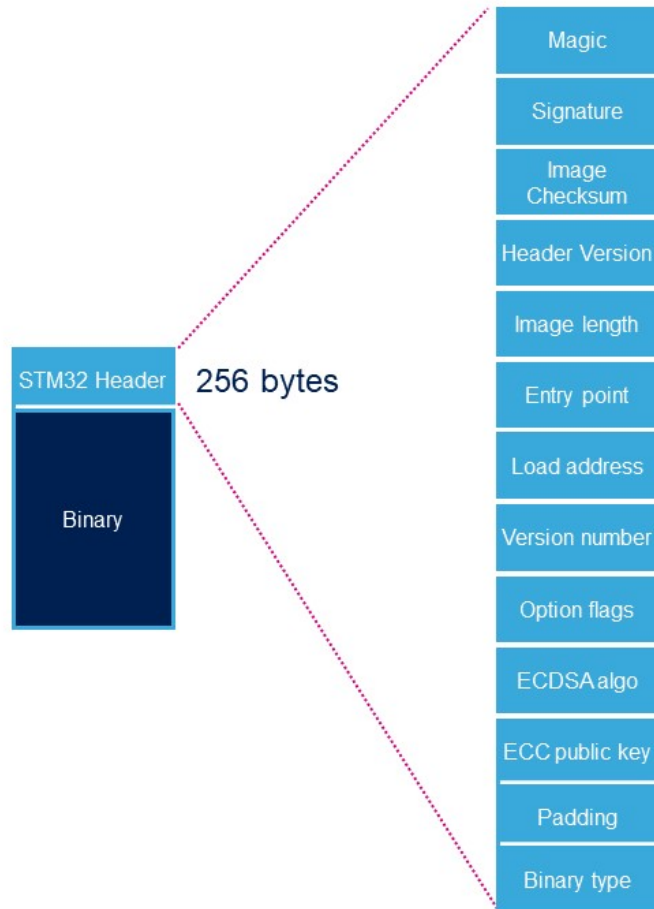 STM32 Header
256 bytes
Binary
Magic
Signature
Image
Checksum
Header Version
Image length
Entry point
Load address
Version number
Option flags
ECDSA algo
ECC public key
Padding
Binary type